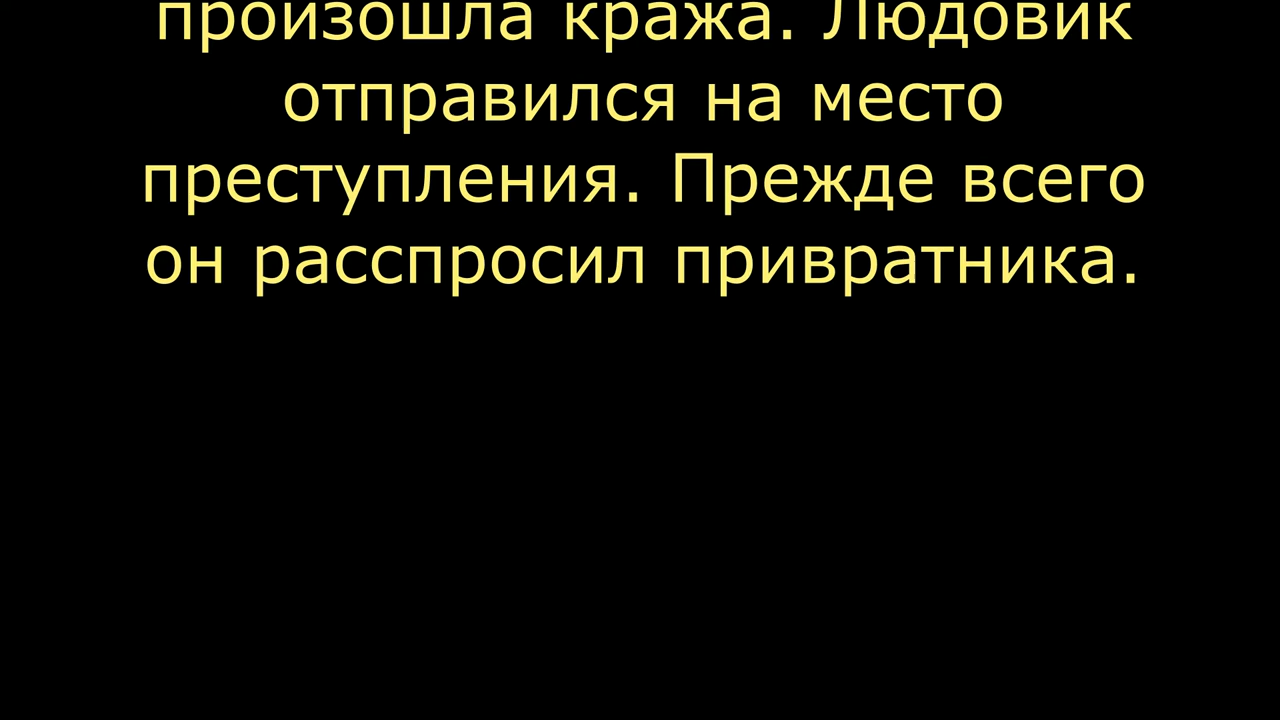 произошла кража. Людовик
отправился на место
преступления. Прежде всего
он расспросил привратника.